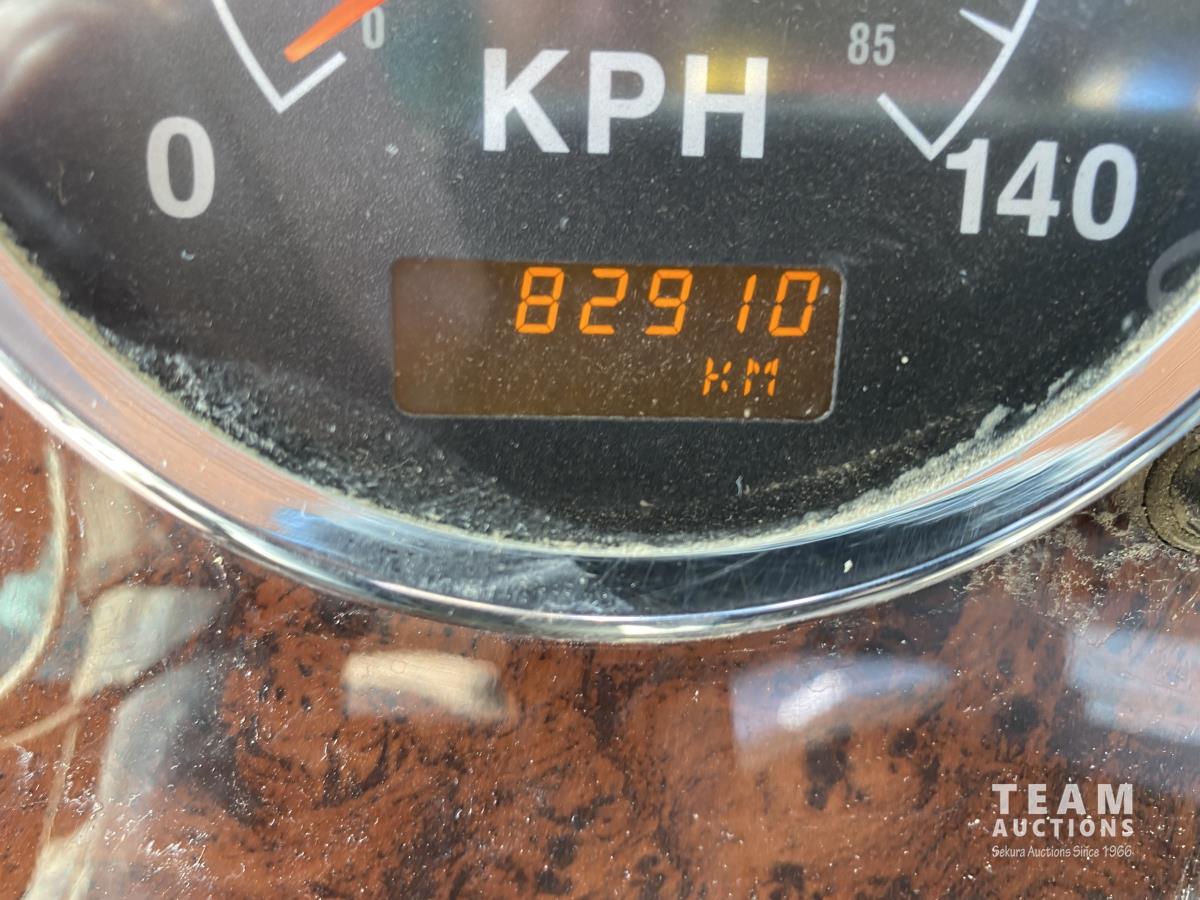 0
85
KPH
0
140
82910
KM
TEAM
AUCTIONS
Sekura Auctions Since 1966